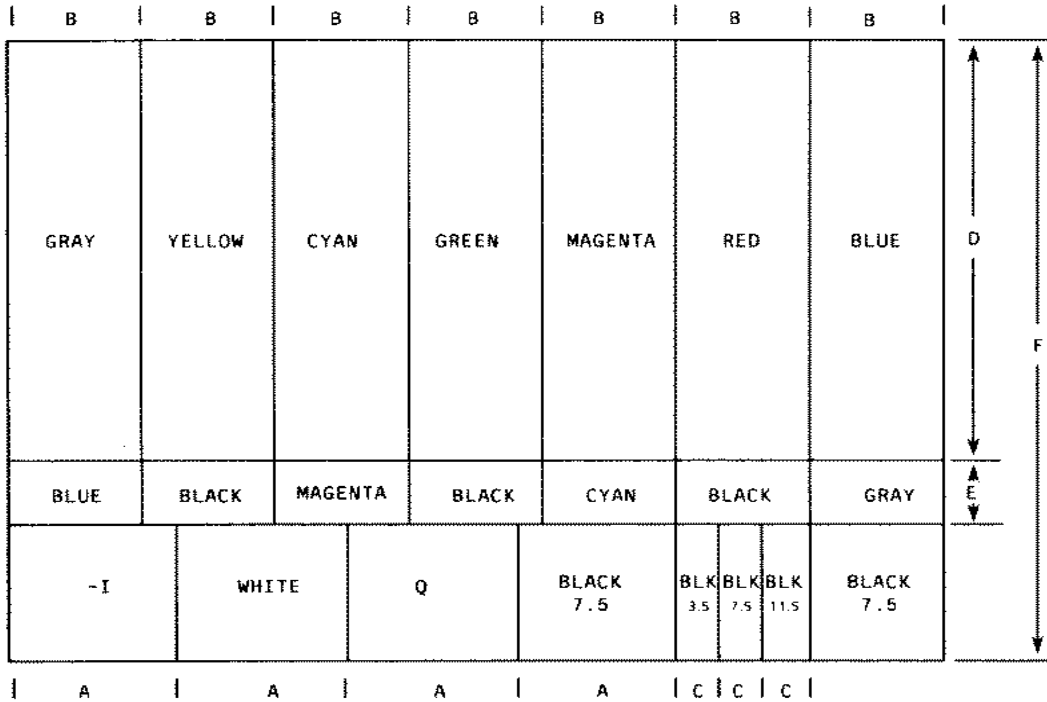 B B B B B B B
GRAY YELLOW CYAN GREEN MAGENTA RED BLUE D
F
BLUE BLACK MAGENTA BLACK CYAN BLACK GRAY E
-I WHITE Q BLACK 7.5 BLK 3.5 BLK 7.5 BLK 11.5 BLACK 7.5
A A A A C C C